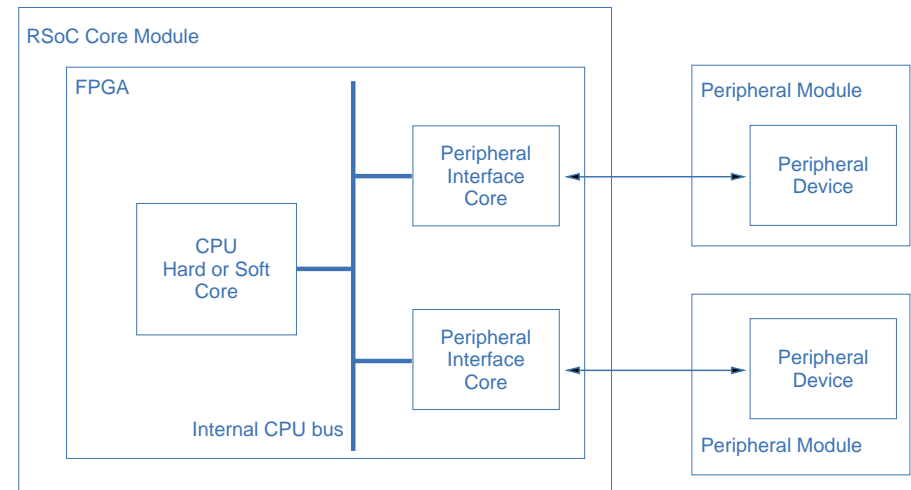 RSoC Core Module
FPGA
CPU
Hard or Soft
Core
Internal CPU bus
Peripheral
Interface
Core
Peripheral
Interface
Core
Peripheral Module
Peripheral
Device
Peripheral
Device
Peripheral Module